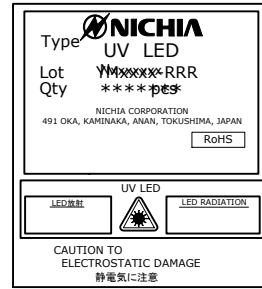 NICHIA
Type UV LED
Lot YMxxxx-RRR
Qty ******* pcs
NICHIA CORPORATION
491 OKA, KAMINAKA, ANAN, TOKUSHIMA, JAPAN
RoHS
UV LED
LED放射
LED RADIATION
CAUTION TO
ELECTROSTATIC DAMAGE
静電気に注意